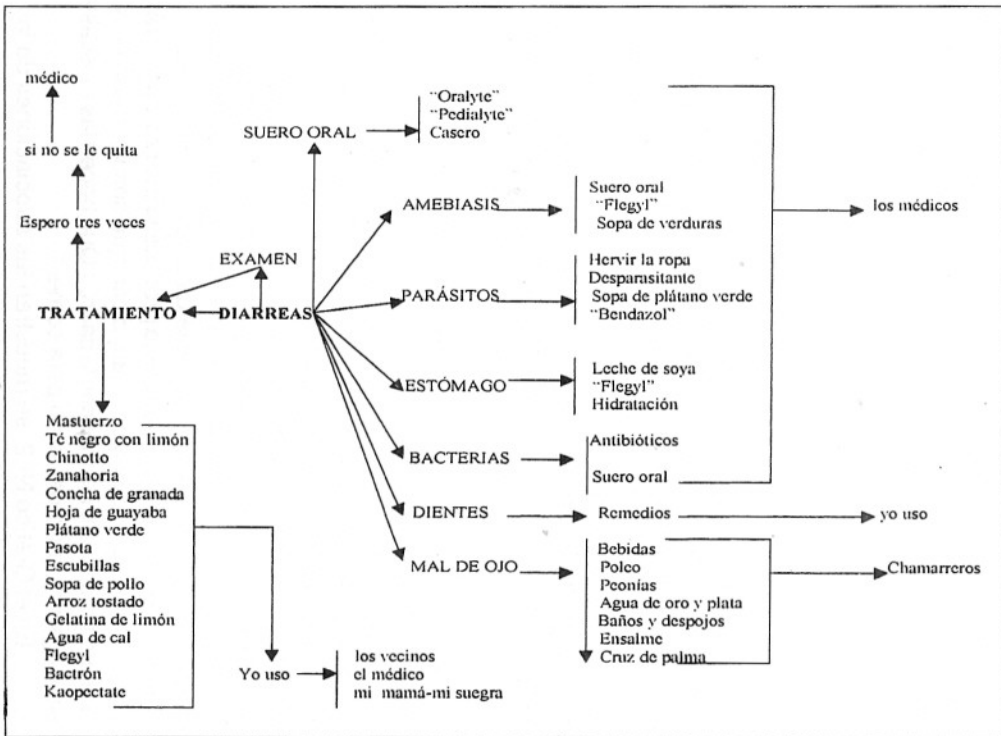 médico
si no se le quita
Espero tres veces
EXAMEN
TRATAMIENTO
DIARREAS
Mastuerzo
Té negro con limón
Chinotto
Zanahoria
Concha de granada
Hoja de guayaba
Plátano verde
Pasota
Escubillas
Sopa de pollo
Arroz tostado
Gelatina de limón
Agua de cal
Flegyl
Bactrón
Kaopectate
Yo uso
los vecinos
el médico
mi mamá-mi suegra
SUERO ORAL
"Oralyte"
"Pedialyte"
Casero
AMEBIASIS
Suero oral
"Flegyl"
Sopa de verduras
PARÁSITOS
Hervir la ropa
Desparasitante
Sopa de plátano verde
"Bendazol"
ESTÓMAGO
Leche de soya
"Flegyl"
Hidratación
BACTERIAS
Antibióticos
Suero oral
los médicos
DIENTES
Remedios
yo uso
MAL DE OJO
Bebidas
Poleo
Peonías
Agua de oro y plata
Baños y despojos
Ensalme
Cruz de palma
Chamarreros